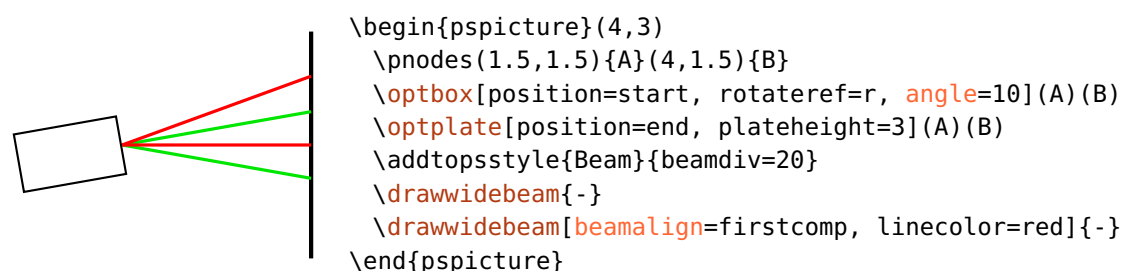 \begin{pspicture}(4,3)
\pnodes(1.5,1.5){A}(4,1.5){B}
\optbox[position=start, rotateref=r, angle=10](A)(B)
\optplate[position=end, plateheight=3](A)(B)
\addtopsstyle{Beam}{beamdiv=20}
\drawwidebeam{-}
\drawwidebeam[beamalign=firstcomp, linecolor=red]{-}
\end{pspicture}